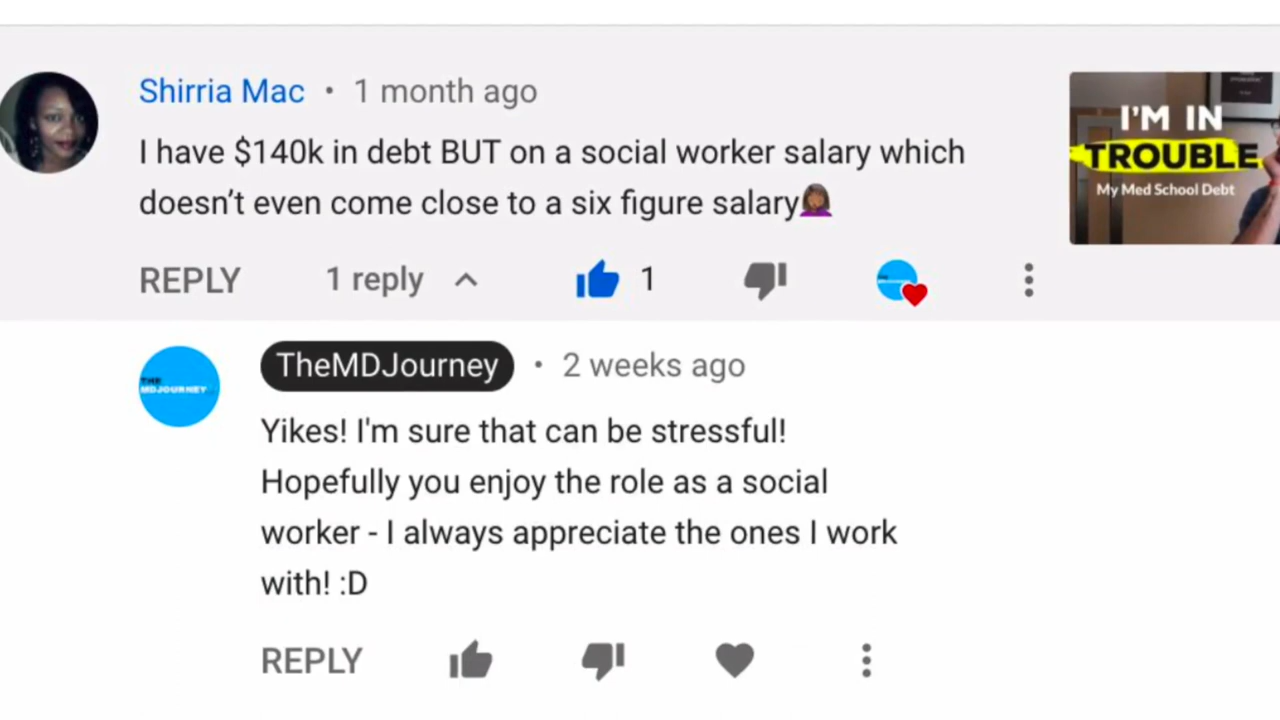 Shirria Mac • 1 month ago
I have $140k in debt BUT on a social worker salary which
doesn’t even come close to a six figure salary🤦🏾‍♀️
REPLY 1 reply 1
I'M IN
TROUBLE
My Med School Debt
THE
MDJOURNEY
TheMDJourney • 2 weeks ago
Yikes! I'm sure that can be stressful!
Hopefully you enjoy the role as a social
worker - I always appreciate the ones I work
with! :D
REPLY